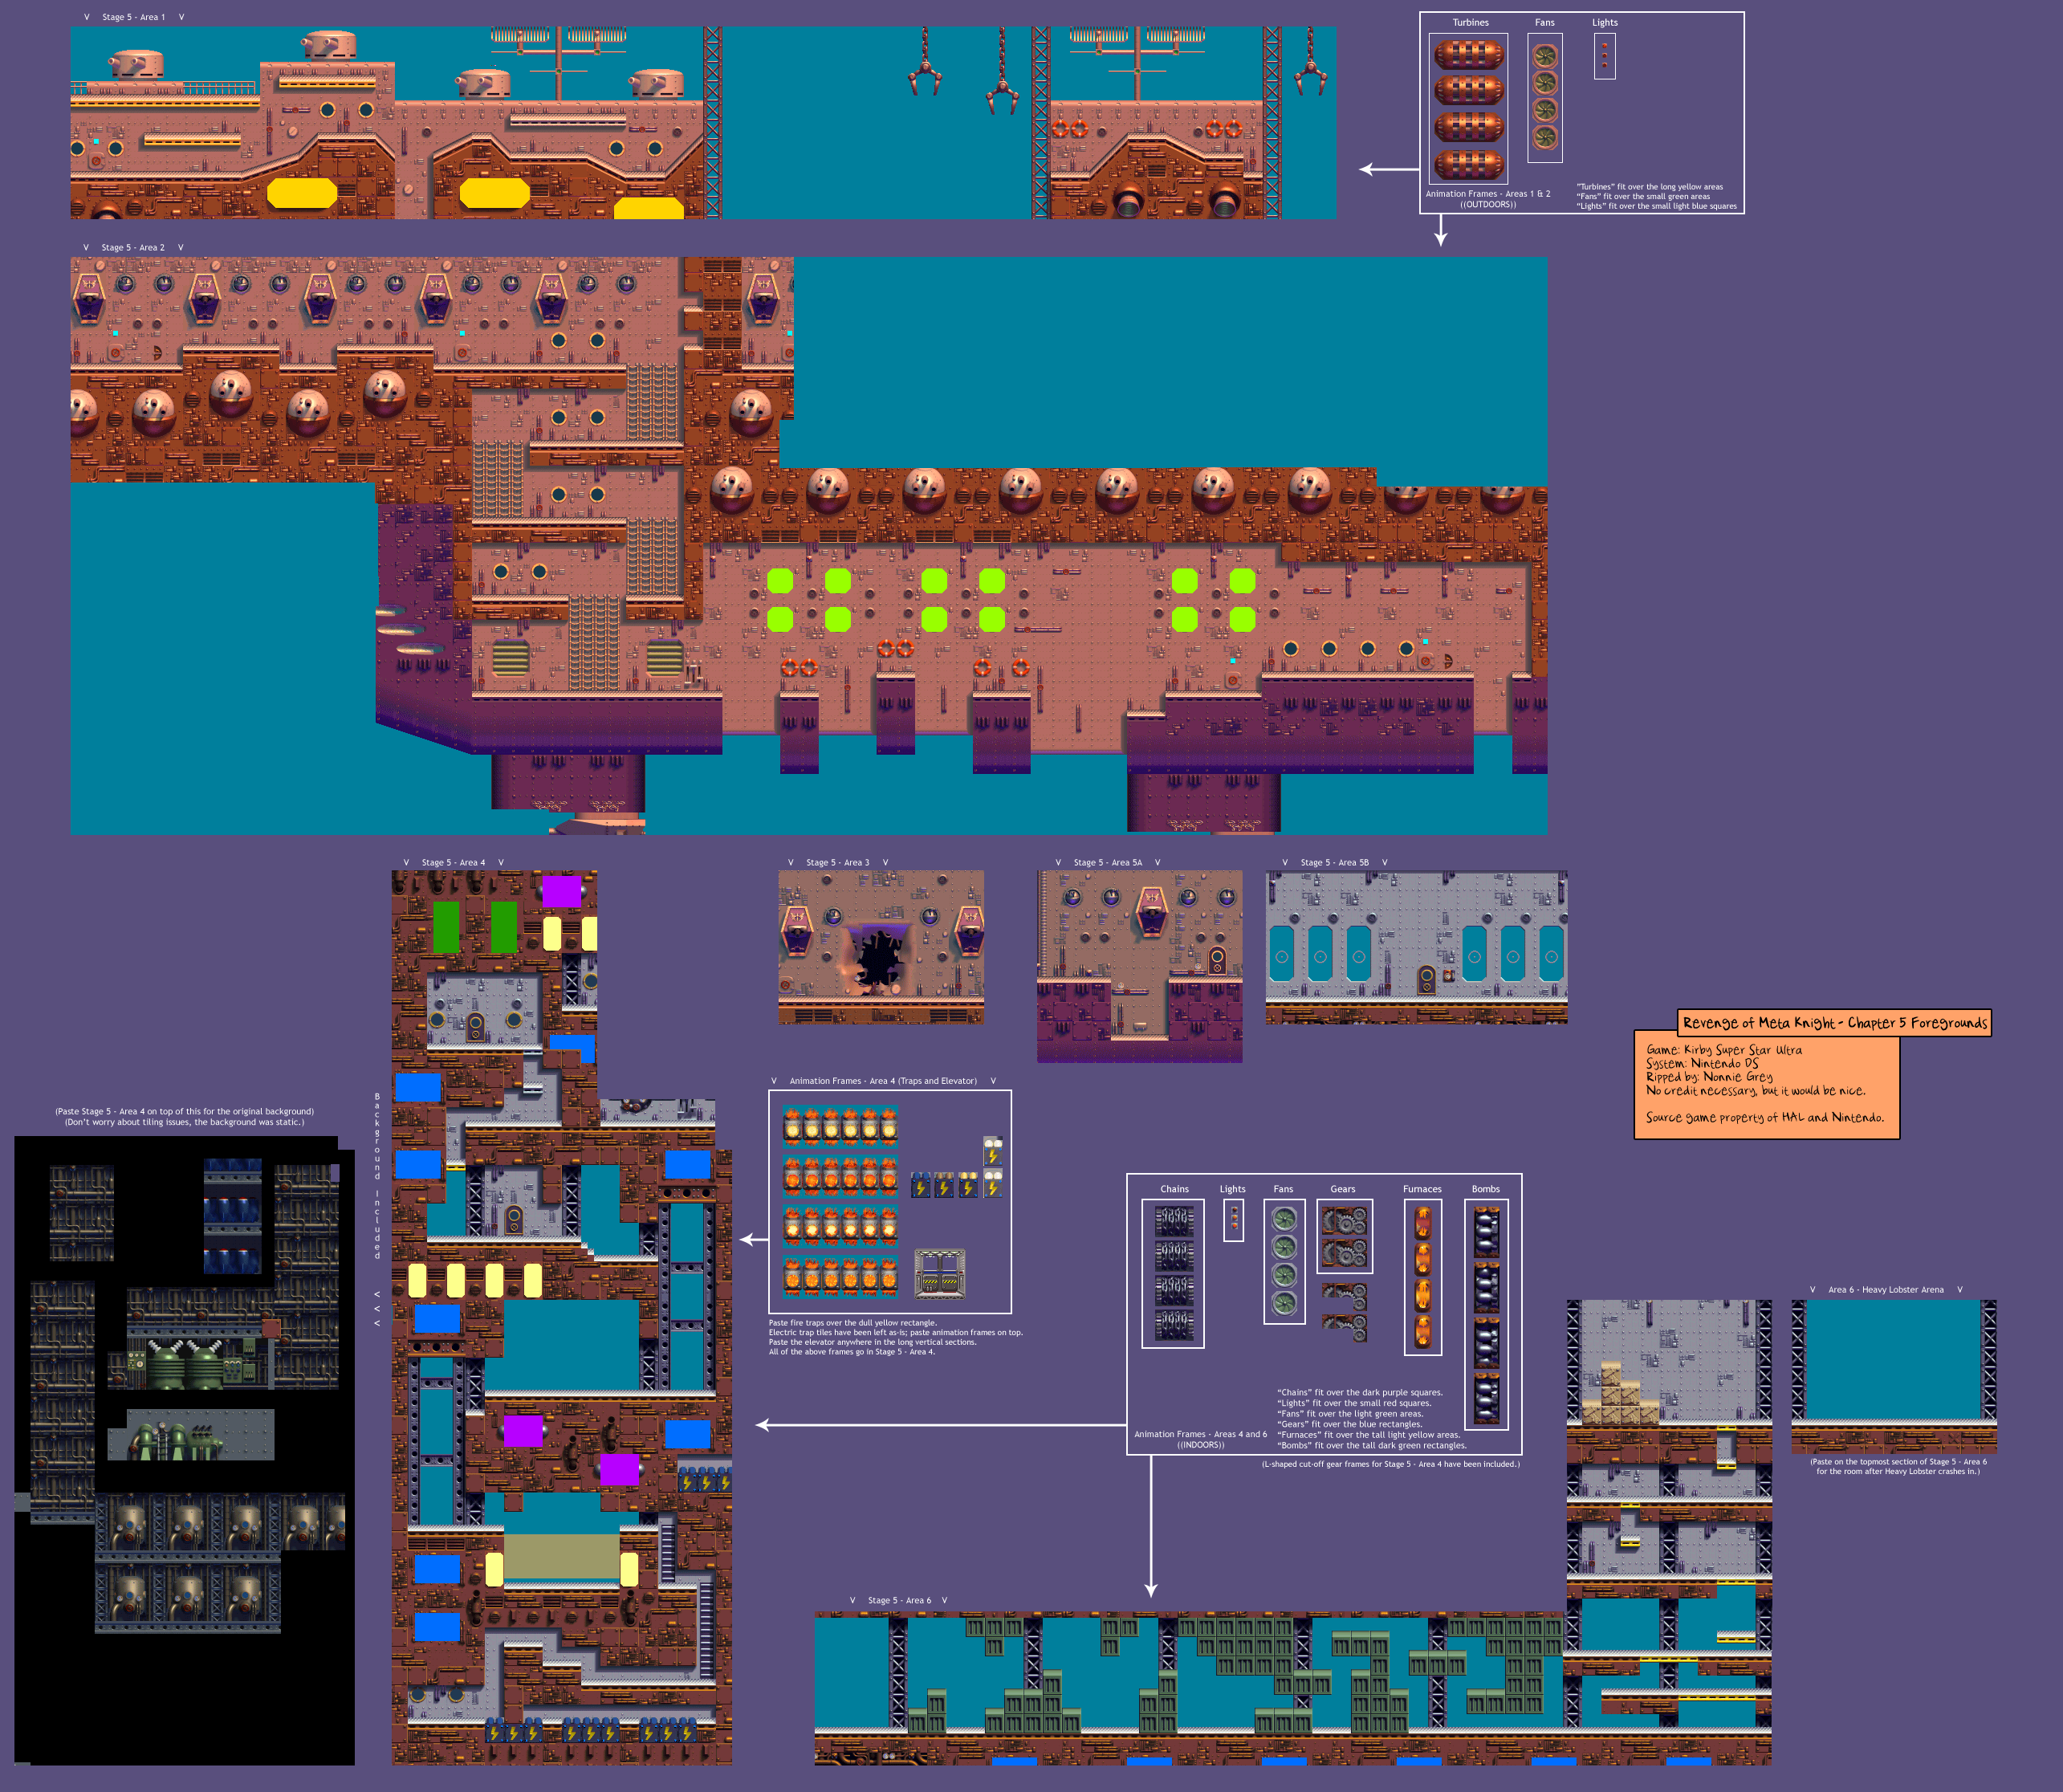 V Stage 5 - Area 1 V
Turbines Fans Lights
Animation Frames - Areas 1 & 2
((OUTDOORS))
"Turbines" fit over the long yellow areas
"Fans" fit over the small green areas
"Lights" fit over the small light blue squares
V Stage 5 - Area 2 V
V Stage 5 - Area 4 V
V Stage 5 - Area 3 V
V Stage 5 - Area 5A V
V Stage 5 - Area 5B V
Revenge of Meta Knight - Chapter 5 Foregrounds
Game: Kirby Super Star Ultra
System: Nintendo DS
Ripped by: Nonnie Grey
No credit necessary, but it would be nice.
Source game property of HAL and Nintendo.
V Animation Frames - Area 4 (Traps and Elevator) V
(Paste Stage 5 - Area 4 on top of this for the original background)
(Don't worry about tiling issues, the background was static.)
Background Included < < <
Paste fire traps over the dull yellow rectangle.
Electric trap tiles have been left as-is; paste animation frames on top.
Paste the elevator anywhere in the long vertical sections.
All of the above frames go in Stage 5 - Area 4.
Chains Lights Fans Gears Furnaces Bombs
"Chains" fit over the dark purple squares.
"Lights" fit over the small red squares.
"Fans" fit over the light green areas.
"Gears" fit over the blue rectangles.
"Furnaces" fit over the tall light yellow areas.
"Bombs" fit over the tall dark green rectangles.
Animation Frames - Areas 4 and 6
((INDOORS))
(L-shaped cut-off gear frames for Stage 5 - Area 4 have been included.)
V Area 6 - Heavy Lobster Arena V
(Paste on the topmost section of Stage 5 - Area 6
for the room after Heavy Lobster crashes in.)
V Stage 5 - Area 6 V